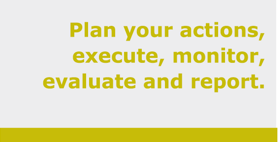 Plan your actions,
execute, monitor,
evaluate and report.